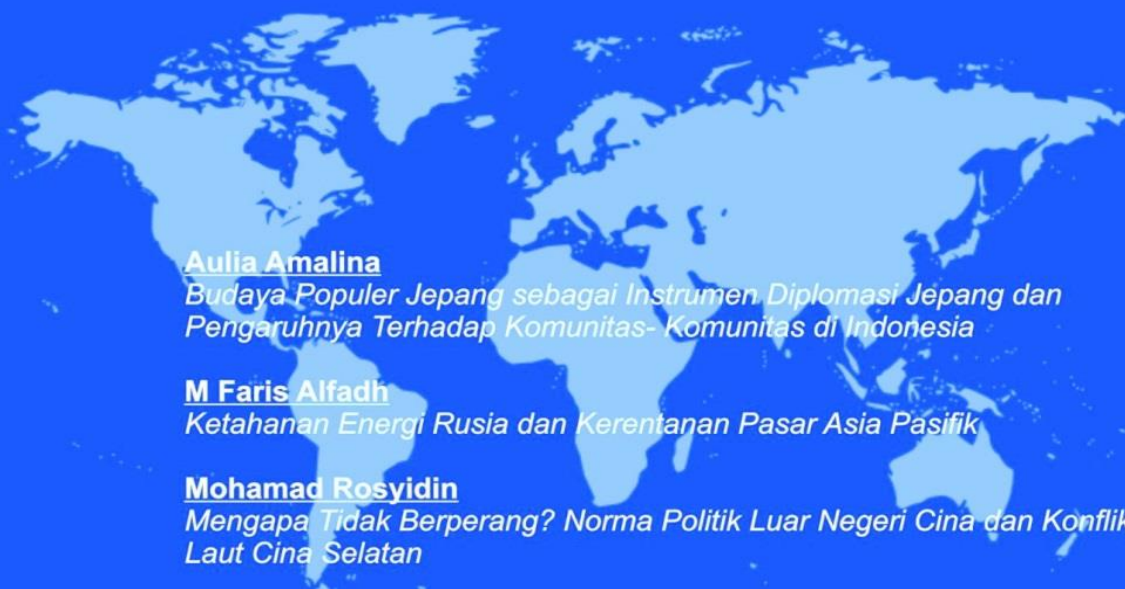 Aulia Amalina
Budaya Populer Jepang sebagai Instrumen Diplomasi Jepang dan
Pengaruhnya Terhadap Komunitas- Komunitas di Indonesia
M Faris Alfadh
Ketahanan Energi Rusia dan Kerentanan Pasar Asia Pasifik
Mohamad Rosyidin
Mengapa Tidak Berperang? Norma Politik Luar Negeri Cina dan Konflik
Laut Cina Selatan